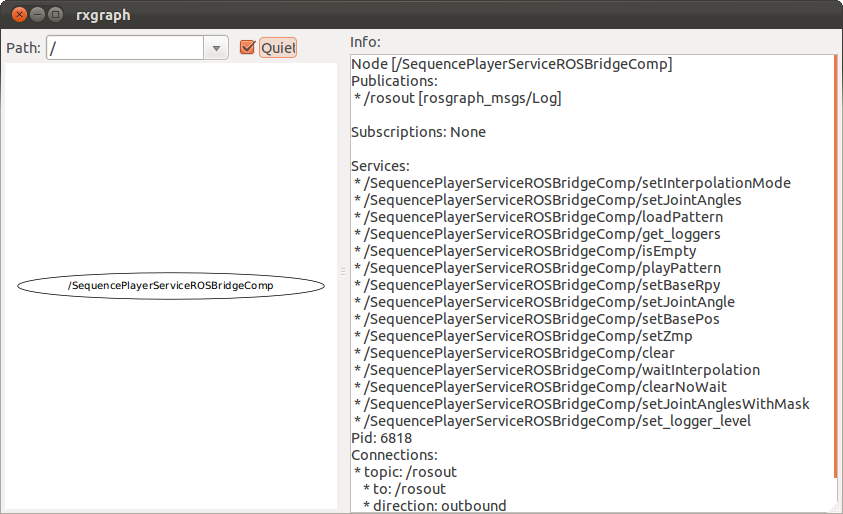 rxgraph
Path: /
Quiet
/SequencePlayerServiceROSBridgeComp
Info:
Node [/SequencePlayerServiceROSBridgeComp]
Publications:
* /rosout [rosgraph_msgs/Log]
Subscriptions: None
Services:
* /SequencePlayerServiceROSBridgeComp/setInterpolationMode
* /SequencePlayerServiceROSBridgeComp/setJointAngles
* /SequencePlayerServiceROSBridgeComp/loadPattern
* /SequencePlayerServiceROSBridgeComp/get_loggers
* /SequencePlayerServiceROSBridgeComp/isEmpty
* /SequencePlayerServiceROSBridgeComp/playPattern
* /SequencePlayerServiceROSBridgeComp/setBaseRpy
* /SequencePlayerServiceROSBridgeComp/setJointAngle
* /SequencePlayerServiceROSBridgeComp/setBasePos
* /SequencePlayerServiceROSBridgeComp/setZmp
* /SequencePlayerServiceROSBridgeComp/clear
* /SequencePlayerServiceROSBridgeComp/waitInterpolation
* /SequencePlayerServiceROSBridgeComp/clearNoWait
* /SequencePlayerServiceROSBridgeComp/setJointAnglesWithMask
* /SequencePlayerServiceROSBridgeComp/set_logger_level
Pid: 6818
Connections:
* topic: /rosout
* to: /rosout
* direction: outbound